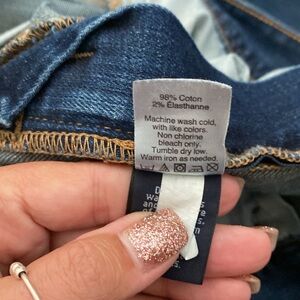 98% Coton
2% Élasthanne
Machine wash cold,
with like colors.
Non chlorine
bleach only.
Tumble dry low.
Warm iron as needed.